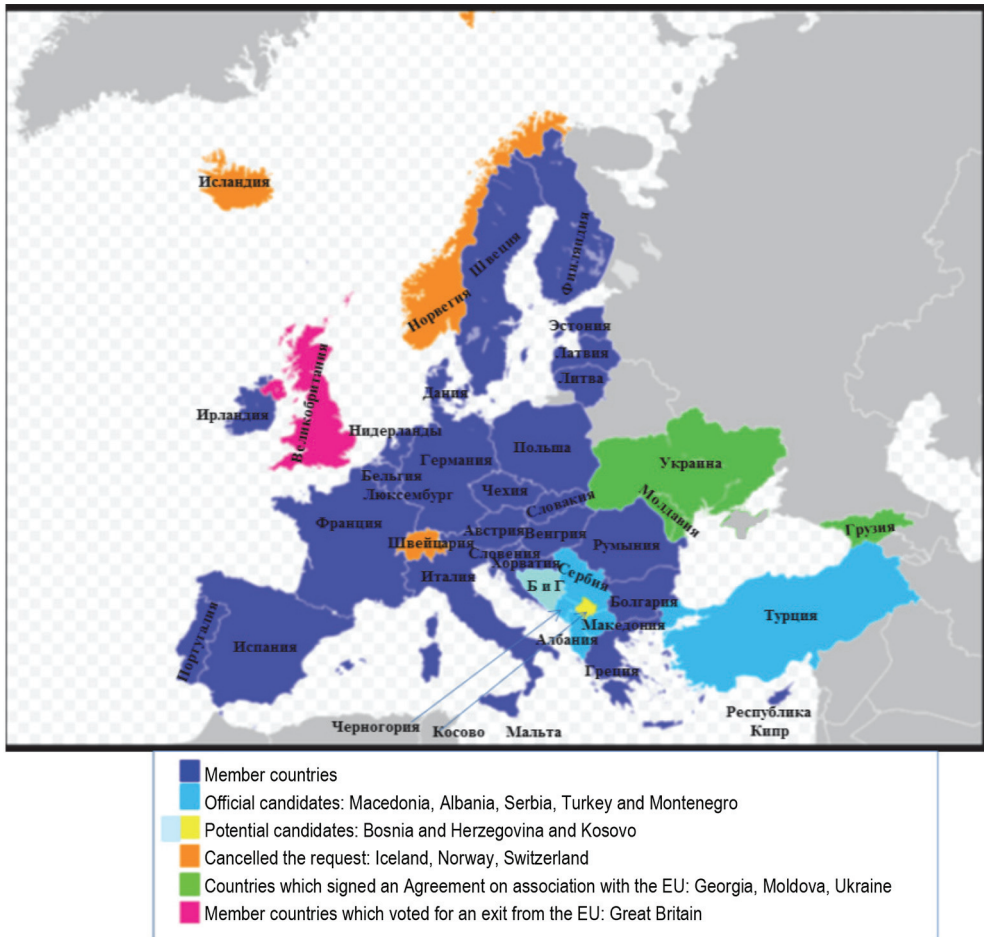 Исландия
Швеция
Финляндия
Норвегия
Эстония
Латвия
Литва
Дания
Ирландия
Великобритания
Нидерланды
Германия
Польша
Украина
Бельгия
Люксембург
Чехия
Словакия
Молдавия
Франция
Австрия
Венгрия
Грузия
Швейцария
Словения
Румыния
Хорватия
Италия
Б и Г
Сербия
Болгария
Турция
Португалия
Испания
Македония
Албания
Греция
Черногория
Косово
Мальта
Республика
Кипр
Member countries
Official candidates: Macedonia, Albania, Serbia, Turkey and Montenegro
Potential candidates: Bosnia and Herzegovina and Kosovo
Cancelled the request: Iceland, Norway, Switzerland
Countries which signed an Agreement on association with the EU: Georgia, Moldova, Ukraine
Member countries which voted for an exit from the EU: Great Britain